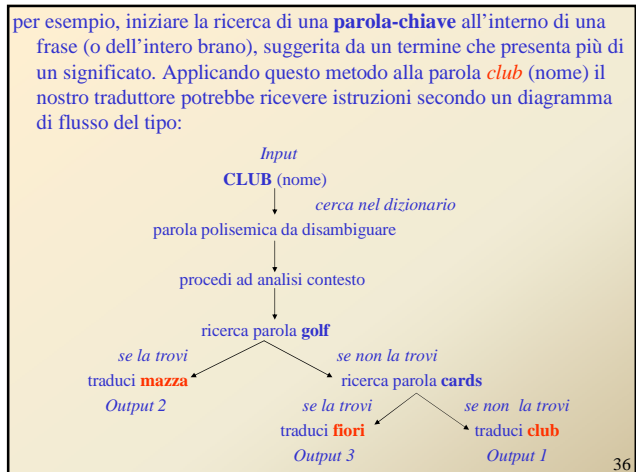 per esempio, iniziare la ricerca di una parola-chiave all'interno di una
frase (o dell'intero brano), suggerita da un termine che presenta più di
un significato. Applicando questo metodo alla parola club (nome) il
nostro traduttore potrebbe ricevere istruzioni secondo un diagramma
di flusso del tipo:
Input
CLUB (nome)
cerca nel dizionario
parola polisemica da disambiguare
procedi ad analisi contesto
ricerca parola golf
se la trovi se non la trovi
traduci mazza ricerca parola cards
Output 2 se la trovi se non la trovi
traduci fiori traduci club
Output 3 Output 1
36